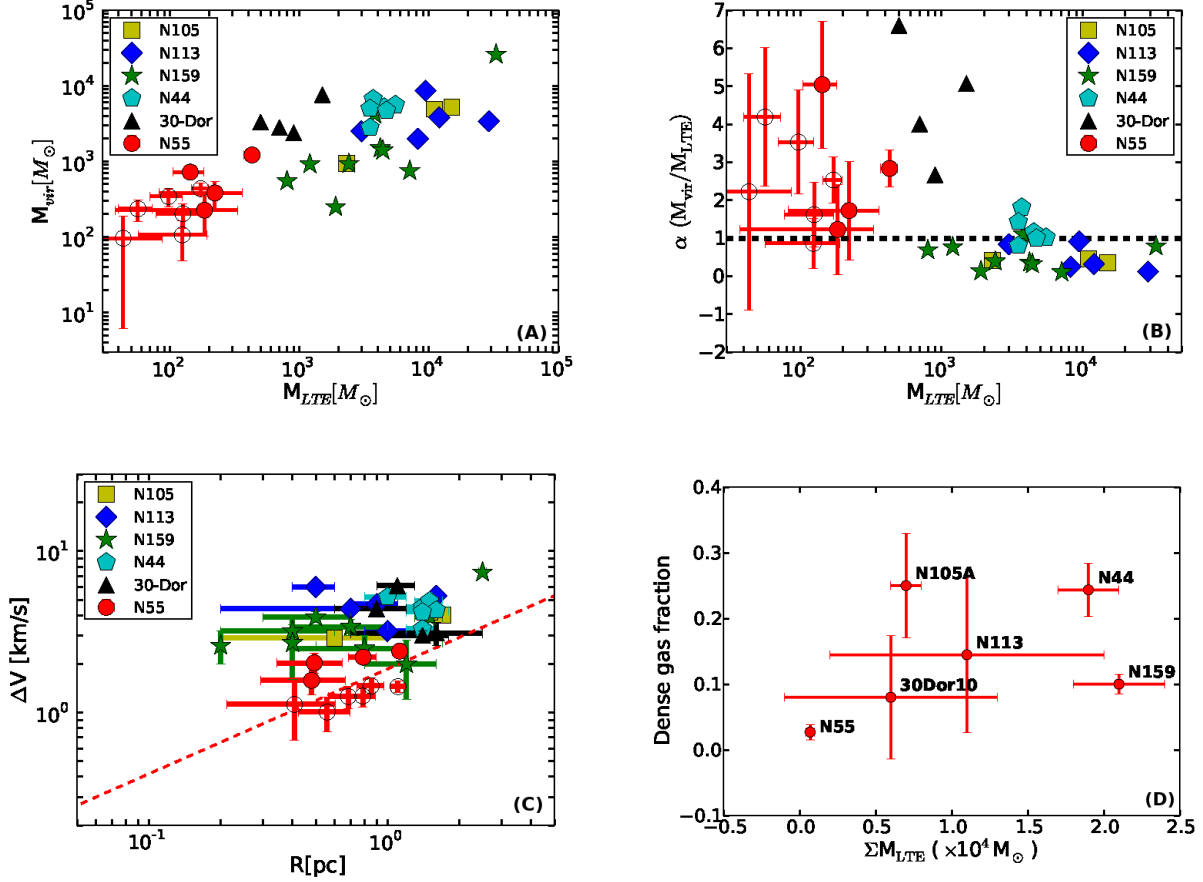 N105
N113
N159
N44
30-Dor
N55
10^5
10^4
10^3
10^2
10^1
M_vir[M_⊙]
10^2
10^3
10^4
10^5
M_LTE[M_⊙]
(A)
N105
N113
N159
N44
30-Dor
N55
7
6
5
4
3
2
1
0
−1
−2
α (M_vir/M_LTE)
10^2
10^3
10^4
M_LTE[M_⊙]
(B)
N105
N113
N159
N44
30-Dor
N55
10^1
10^0
ΔV [km/s]
10^-1
10^0
R[pc]
(C)
0.4
0.3
0.2
0.1
0.0
−0.1
Dense gas fraction
N105A
N44
N113
N159
30Dor10
N55
0.0
0.5
1.0
1.5
2.0
2.5
ΣM_LTE ( ×10^4 M_⊙)
(D)